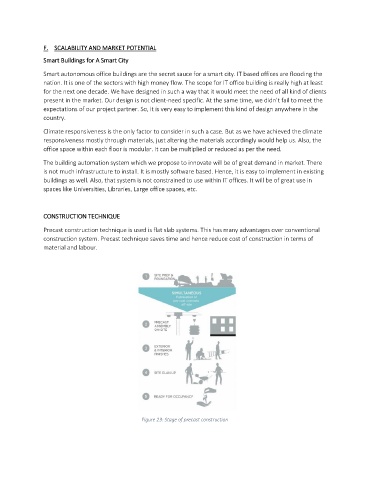 F. SCALABILITY AND MARKET POTENTIAL
Smart Buildings for A Smart City
Smart autonomous office buildings are the secret sauce for a smart city. IT based offices are flooding the
nation. It is one of the sectors with high money flow. The scope for IT office building is really high at least
for the next one decade. We have designed in such a way that it would meet the need of all kind of clients
present in the market. Our design is not client-need specific. At the same time, we didn't fail to meet the
expectations of our project partner. So, it is very easy to implement this kind of design anywhere in the
country.
Climate responsiveness is the only factor to consider in such a case. But as we have achieved the climate
responsiveness mostly through materials, just altering the materials accordingly would help us. Also, the
office space within each floor is modular. It can be multiplied or reduced as per the need.
The building automation system which we propose to innovate will be of great demand in market. There
is not much infrastructure to install. It is mostly software based. Hence, it is easy to implement in existing
buildings as well. Also, that system is not constrained to use within IT offices. It will be of great use in
spaces like Universities, Libraries, Large office spaces, etc.
CONSTRUCTION TECHNIQUE
Precast construction technique is used is flat slab systems. This has many advantages over conventional
construction system. Precast technique saves time and hence reduce cost of construction in terms of
material and labour.
1 SITE PREP &
FOUNDATION
2 PRECAST
ASSEMBLY
ON SITE
3 EXTERIOR
& INTERIOR
FINISHES
4 SITE CLEANUP
5 READY FOR OCCUPANCY
Figure 23: Stage of precast construction